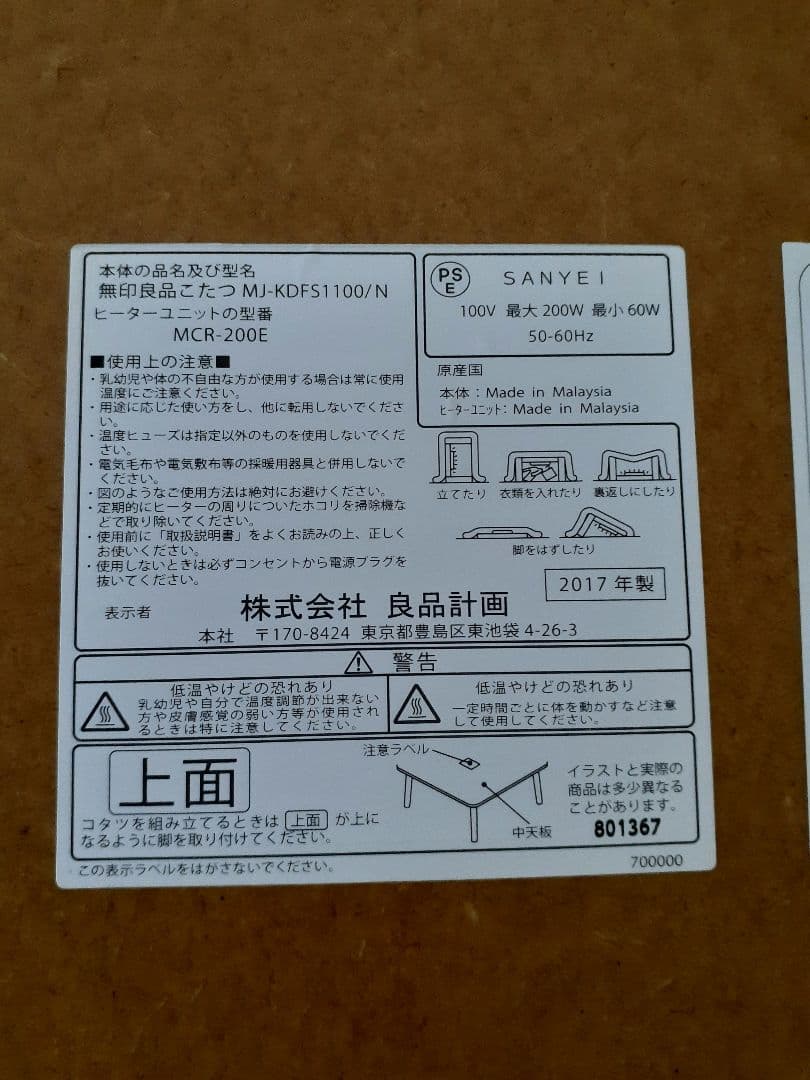 本体の品名及び型名
無印良品こたつ MJ-KDFS1100/N
ヒーターユニットの型番
MCR-200E
■使用上の注意■
・乳幼児や体の不自由な方が使用する場合は常に使用
温度にご注意ください。
・用途に応じた使い方をし、他に転用しないでくださ
い。
・温度ヒューズは指定以外のものを使用しないでくだ
さい。
・電気毛布や電気敷布等の採暖用器具と併用しないで
ください。
・図のようなご使用方法は絶対にお避けください。
・定期的にヒーターの周りについたホコリを掃除機な
どで取り除いてください。
・使用前に「取扱説明書」をよくお読みの上、正しく
お使いください。
・使用しないときは必ずコンセントから電源プラグを
抜いてください。
PS
E
SANYEI
100V 最大 200W 最小 60W
50-60Hz
原産国
本体：Made in Malaysia
ﾋｰﾀｰﾕﾆｯﾄ：Made in Malaysia
立てたり 衣類を入れたり 裏返しにしたり
脚をはずしたり
2017 年製
表示者 株式会社 良品計画
本社 〒170-8424 東京都豊島区東池袋 4-26-3
警告
低温やけどの恐れあり
乳幼児や自分で温度調節が出来ない
方や皮膚感覚の弱い方等が使用され
るときは特に注意してください。
低温やけどの恐れあり
一定時間ごとに体を動かすなど注意
して使用してください。
上面
コタツを組み立てるときは 上面 が上に
なるように脚を取り付けてください。
注意ラベル
中天板
イラストと実際の
商品は多少異なる
ことがあります。
801367
この表示ラベルをはがさないでください。
700000